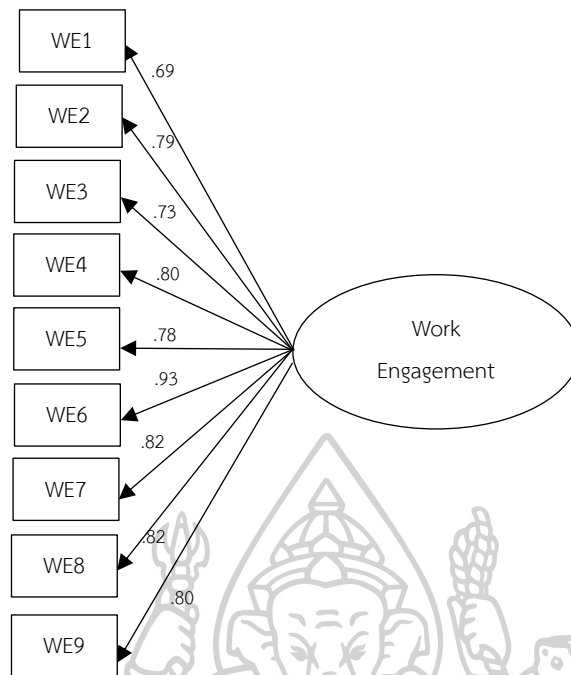 WE1
.69
WE2
.79
WE3
.73
WE4
.80
WE5
.78
WE6
.93
WE7
.82
WE8
.82
WE9
.80
Work
Engagement